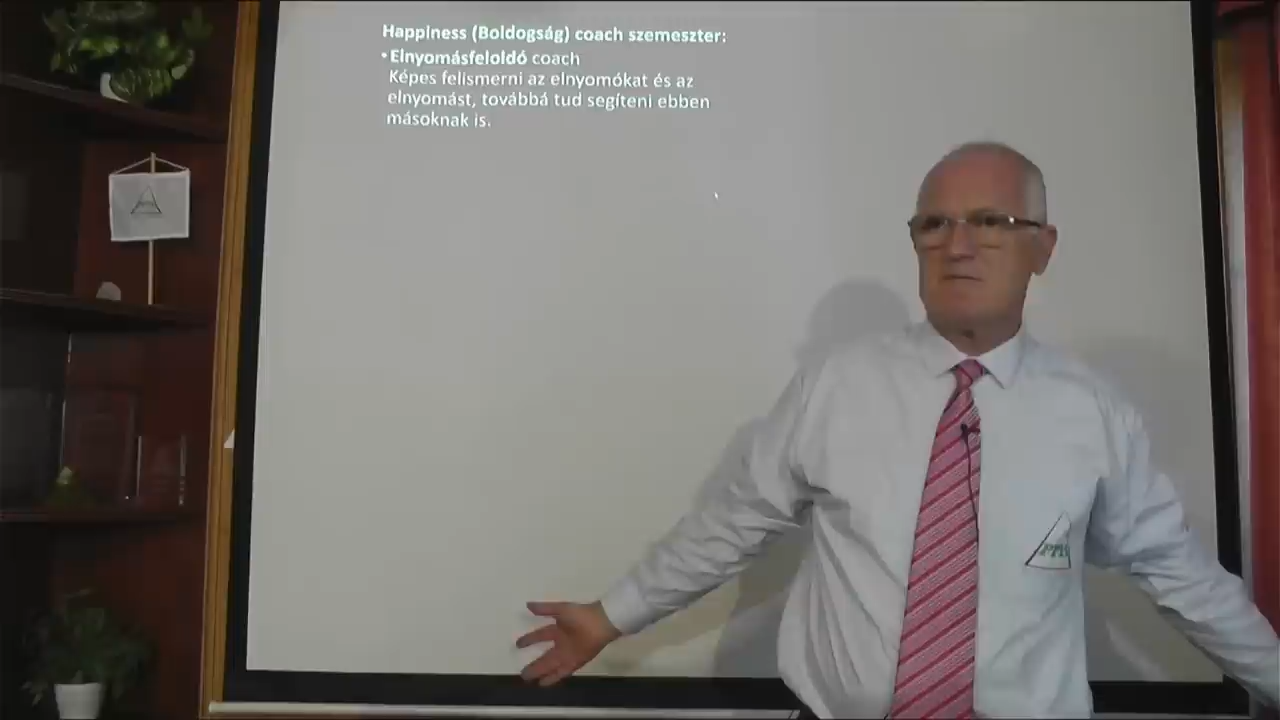 Happiness (Boldogság) coach szemeszter:
• Elnyomásfeloldó coach
Képes felismerni az elnyomókat és az
elnyomást, továbbá tud segíteni ebben
másoknak is.